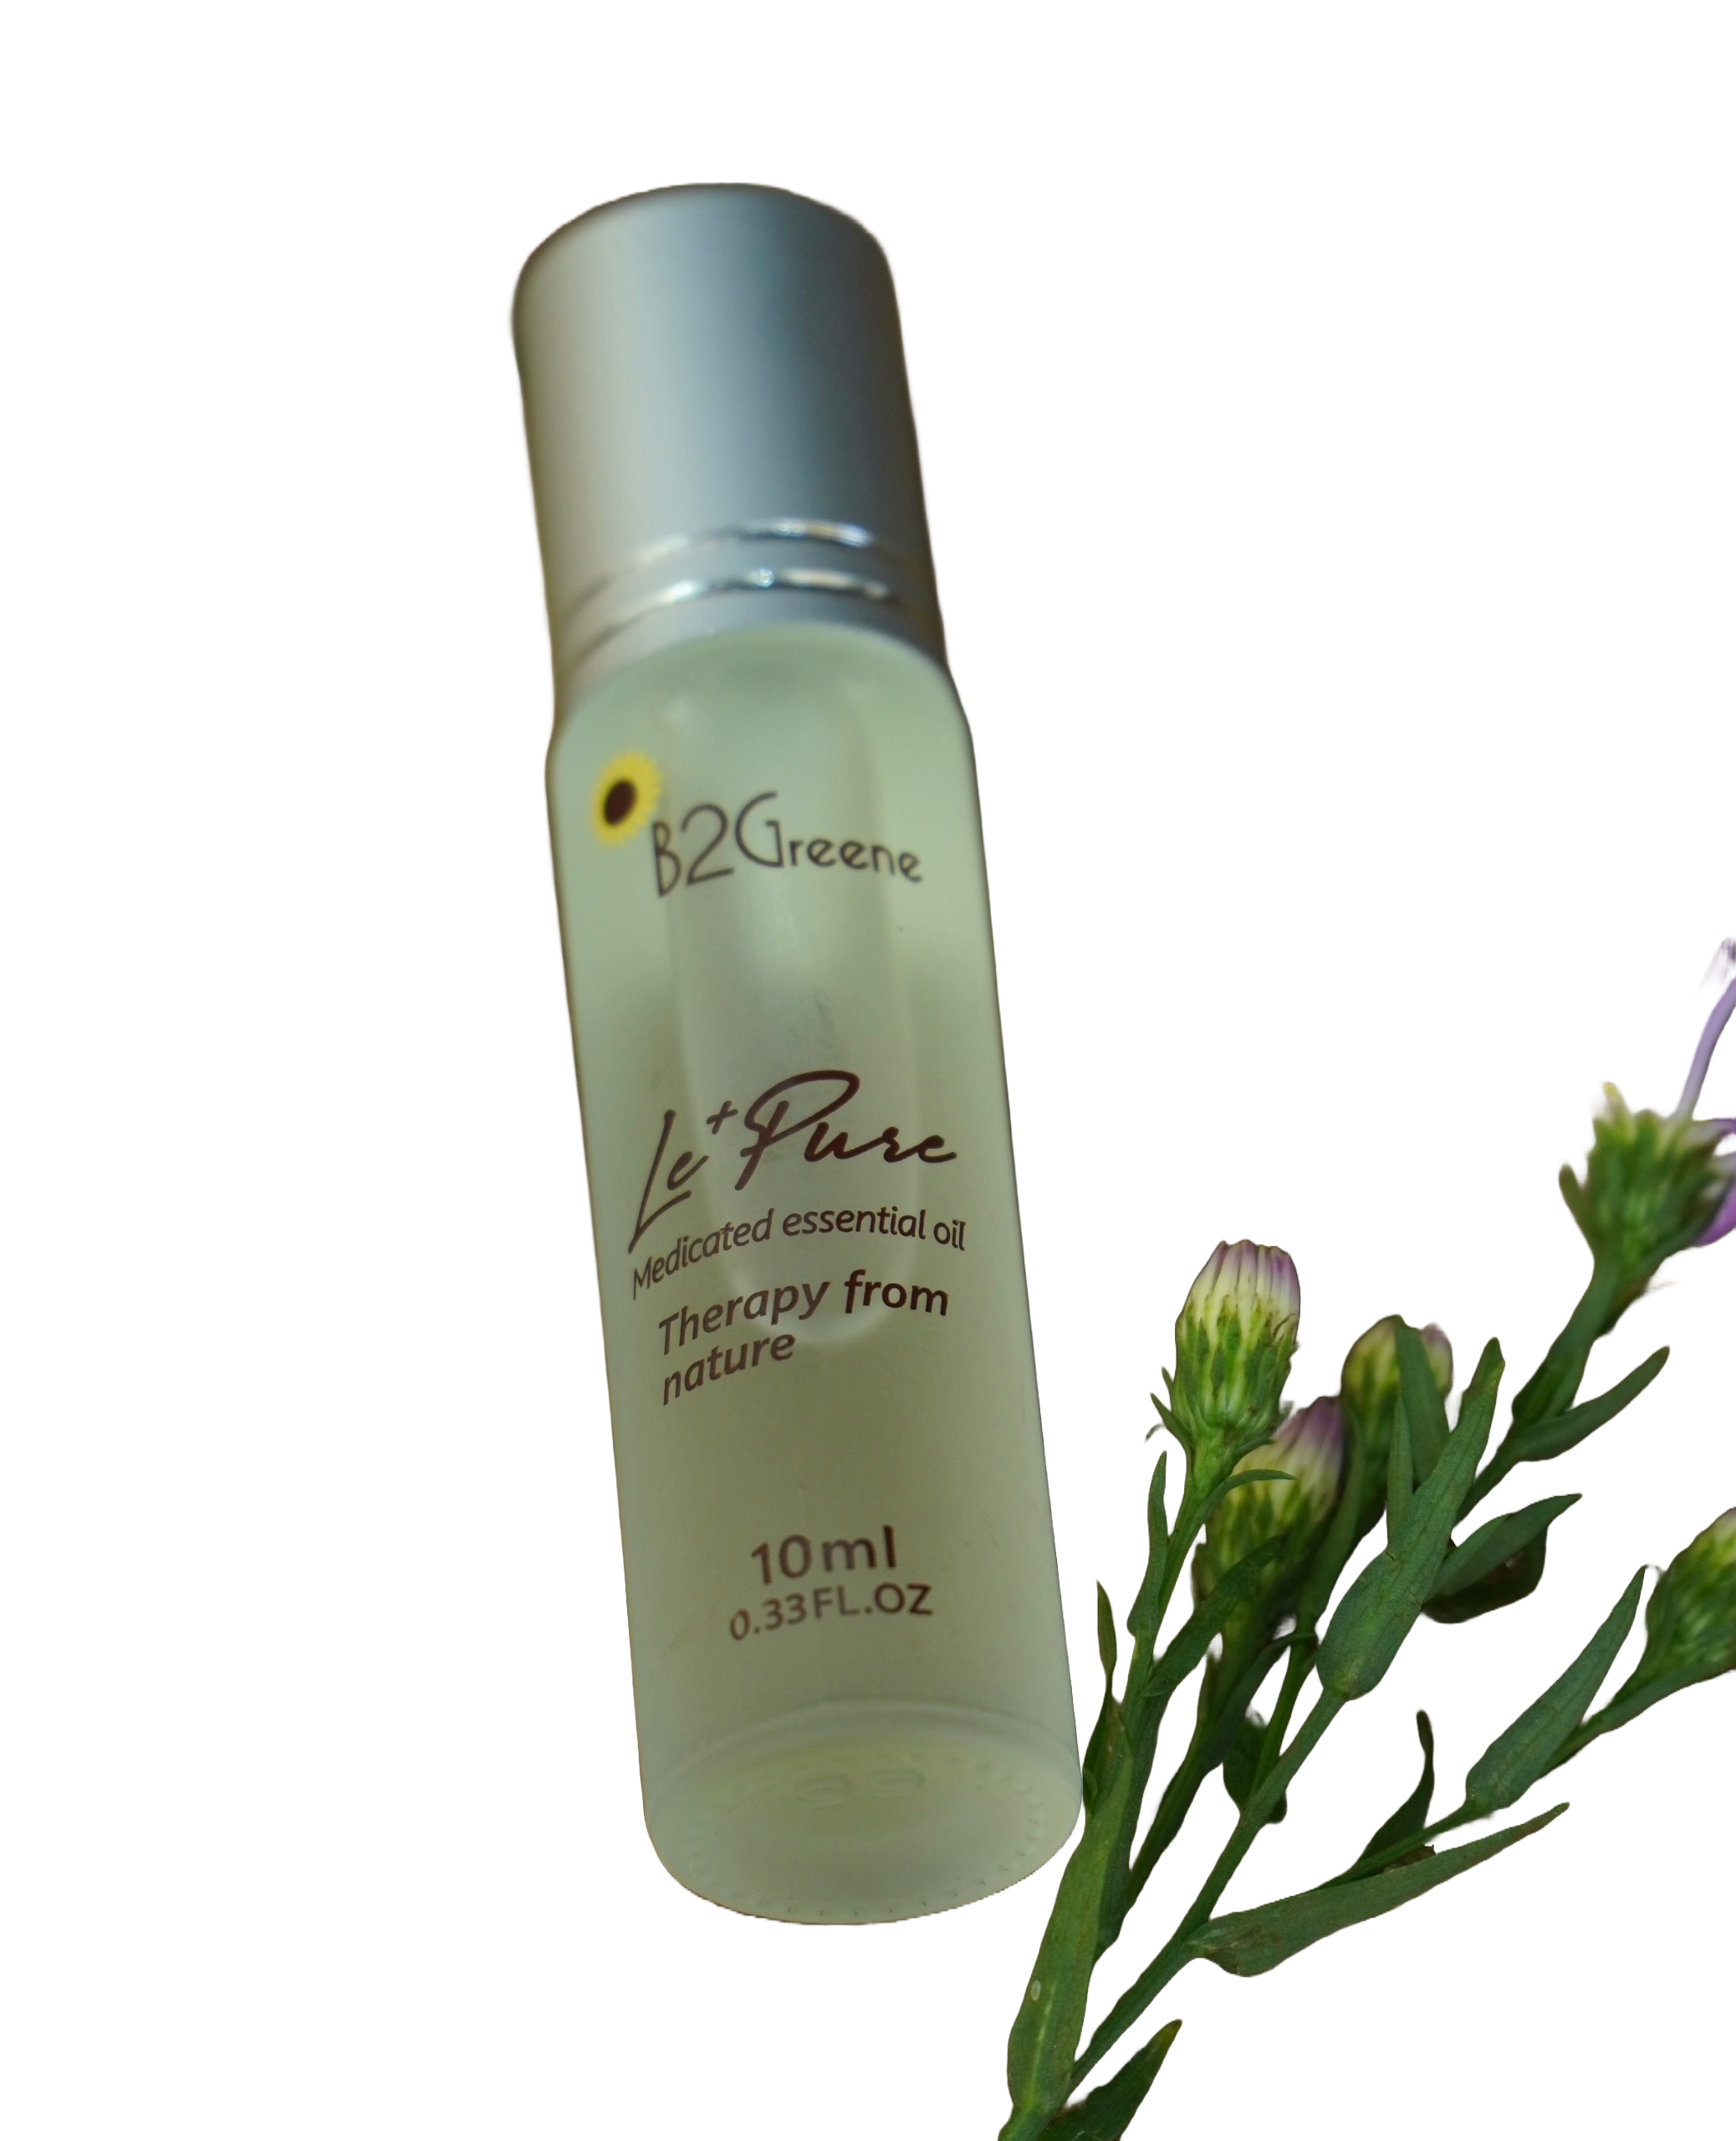 B2Greene
Le+Pure
Medicated essential oil
Therapy from
nature
10ml
0.33FL.OZ